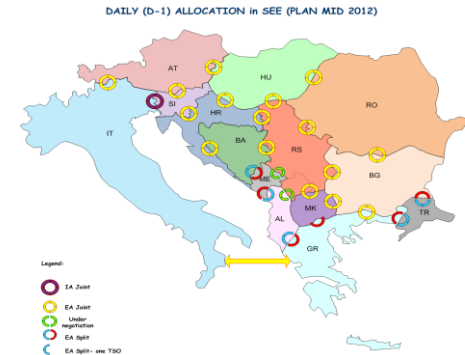 DAILY (D-1) ALLOCATION in SEE (PLAN MID 2012)
AT
HU
SI
HR
RO
IT
BA
RS
BG
ME
MK
AL
TR
GR
Legend:
IA Joint
EA Joint
Under
negotiation
EA Split
EA Split- one TSO